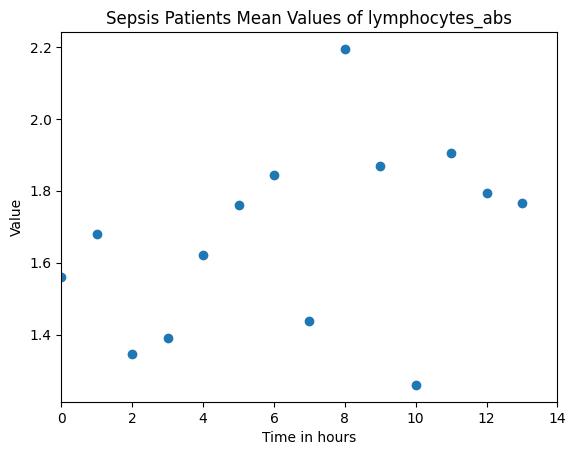 Sepsis Patients Mean Values of lymphocytes_abs
2.2
2.0
1.8
1.6
1.4
Value
0 2 4 6 8 10 12 14
Time in hours